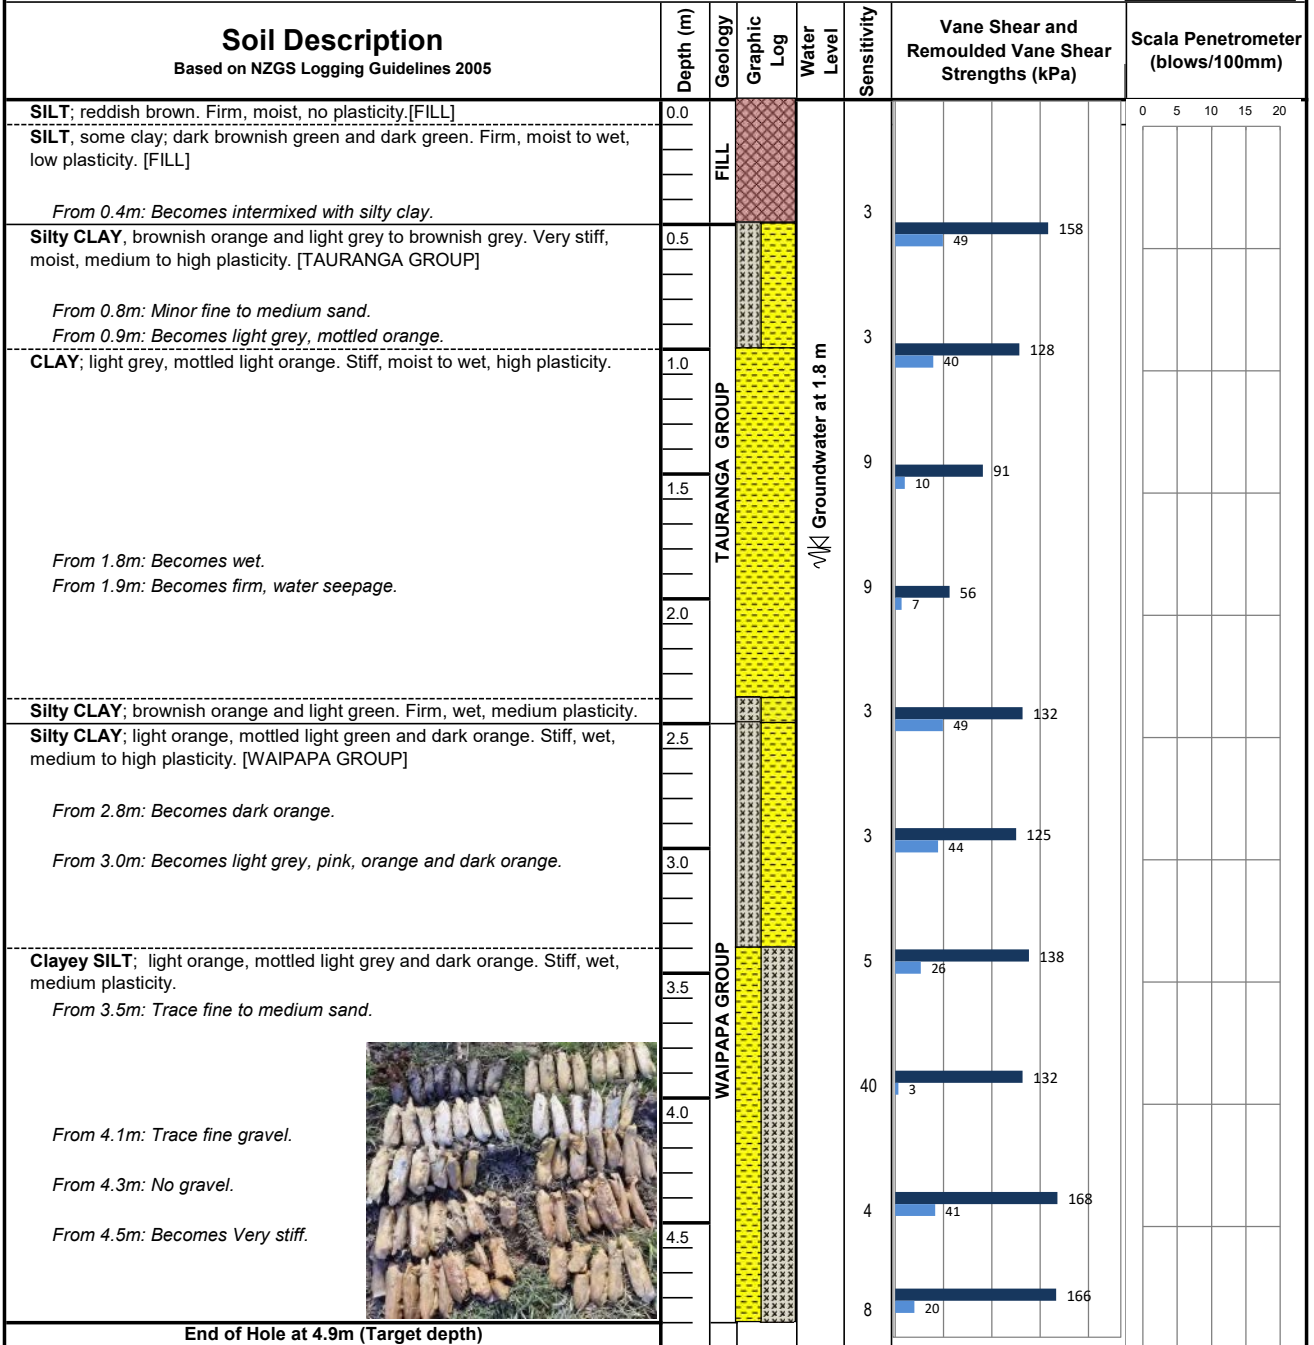 Soil Description
Based on NZGS Logging Guidelines 2005
Depth (m)
Geology
Graphic Log
Water Level
Sensitivity
Vane Shear and
Remoulded Vane Shear
Strengths (kPa)
Scala Penetrometer
(blows/100mm)
0 5 10 15 20
SILT; reddish brown. Firm, moist, no plasticity.[FILL]
SILT, some clay; dark brownish green and dark green. Firm, moist to wet,
low plasticity. [FILL]
From 0.4m: Becomes intermixed with silty clay.
Silty CLAY, brownish orange and light grey to brownish grey. Very stiff,
moist, medium to high plasticity. [TAURANGA GROUP]
From 0.8m: Minor fine to medium sand.
From 0.9m: Becomes light grey, mottled orange.
CLAY; light grey, mottled light orange. Stiff, moist to wet, high plasticity.
From 1.8m: Becomes wet.
From 1.9m: Becomes firm, water seepage.
Silty CLAY; brownish orange and light green. Firm, wet, medium plasticity.
Silty CLAY; light orange, mottled light green and dark orange. Stiff, wet,
medium to high plasticity. [WAIPAPA GROUP]
From 2.8m: Becomes dark orange.
From 3.0m: Becomes light grey, pink, orange and dark orange.
Clayey SILT;  light orange, mottled light grey and dark orange. Stiff, wet,
medium plasticity.
From 3.5m: Trace fine to medium sand.
From 4.1m: Trace fine gravel.
From 4.3m: No gravel.
From 4.5m: Becomes Very stiff.
End of Hole at 4.9m (Target depth)
0.0
0.5
1.0
1.5
2.0
2.5
3.0
3.5
4.0
4.5
FILL
TAURANGA GROUP
WAIPAPA GROUP
Groundwater at 1.8 m
3
3
9
9
3
3
5
40
4
8
158
49
128
40
91
10
56
7
132
49
125
44
138
26
132
3
168
41
166
20